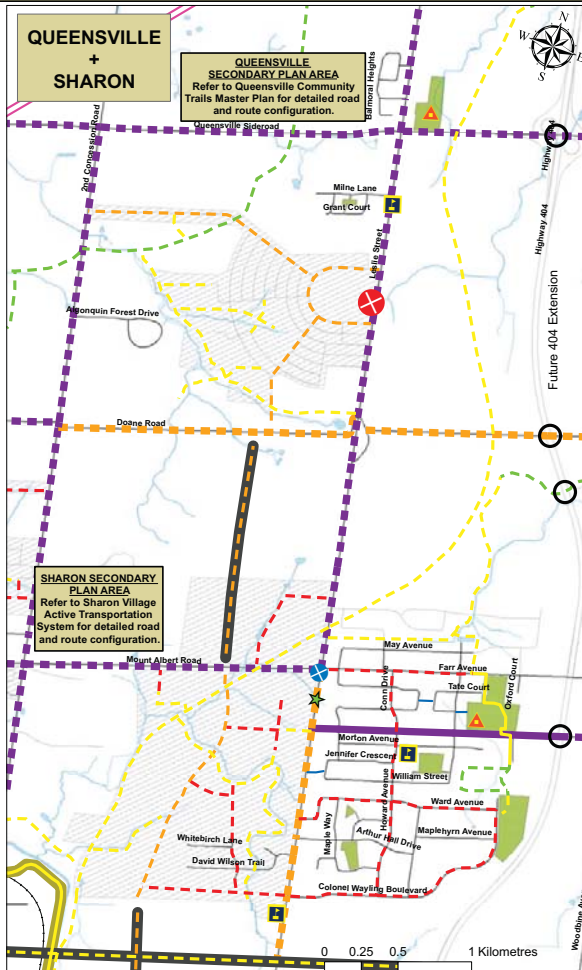 QUEENSVILLE
+
SHARON
QUEENSVILLE
SECONDARY PLAN AREA
Refer to Queensville Community
Trails Master Plan for detailed road
and route configuration.
Balmoral Heights
N
W
E
S
2nd Concession Road
Queensville Sideroad
Highway 404
Milne Lane
Grant Court
Highway 404
Leslie Street
Future 404 Extension
Algonquin Forest Drive
Doane Road
SHARON SECONDARY
PLAN AREA
Refer to Sharon Village
Active Transportation
System for detailed road
and route configuration.
May Avenue
Mount Albert Road
Farr Avenue
Conn Drive
Tate Court
Oxford Court
Morton Avenue
Jennifer Crescent
William Street
Howard Avenue
Ward Avenue
Maple Way
Arthur Hall Drive
Maplehyrn Avenue
Whitebirch Lane
David Wilson Trail
Colonel Wayling Boulevard
0 0.25 0.5 1 Kilometres